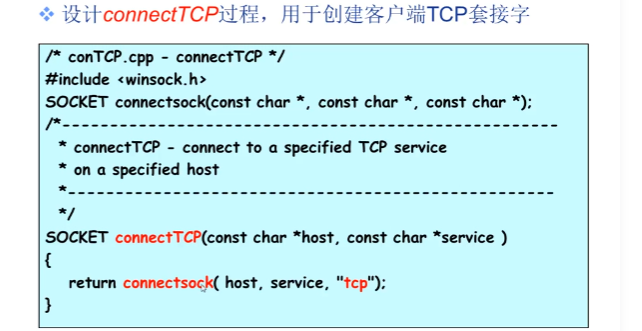 ❖ 设计connectTCP过程，用于创建客户端TCP套接字
/* conTCP.cpp - connectTCP */
#include <winsock.h>
SOCKET connectsock(const char *, const char *, const char *);
/*----------------------------------------------------
* connectTCP - connect to a specified TCP service
* on a specified host
*---------------------------------------------------
*/
SOCKET connectTCP(const char *host, const char *service )
{
return connectsock( host, service, "tcp");
}